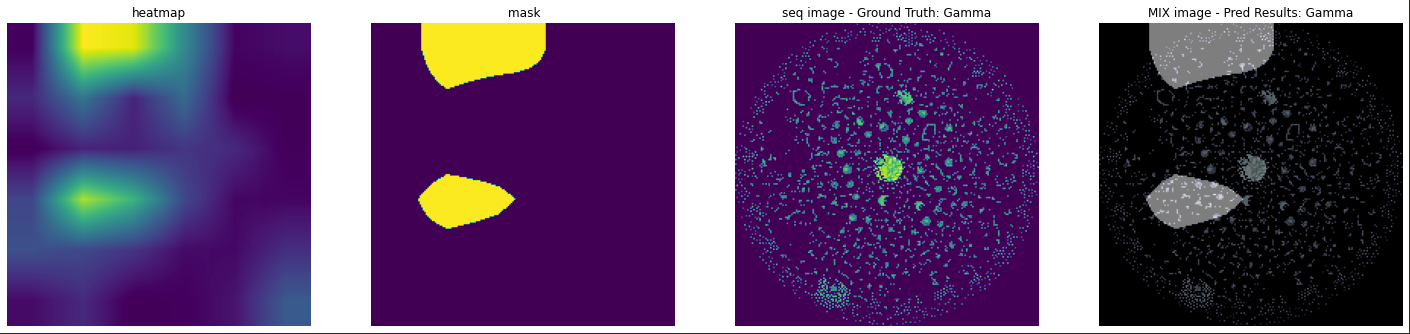 heatmap
mask
seq image - Ground Truth: Gamma
MIX image - Pred Results: Gamma